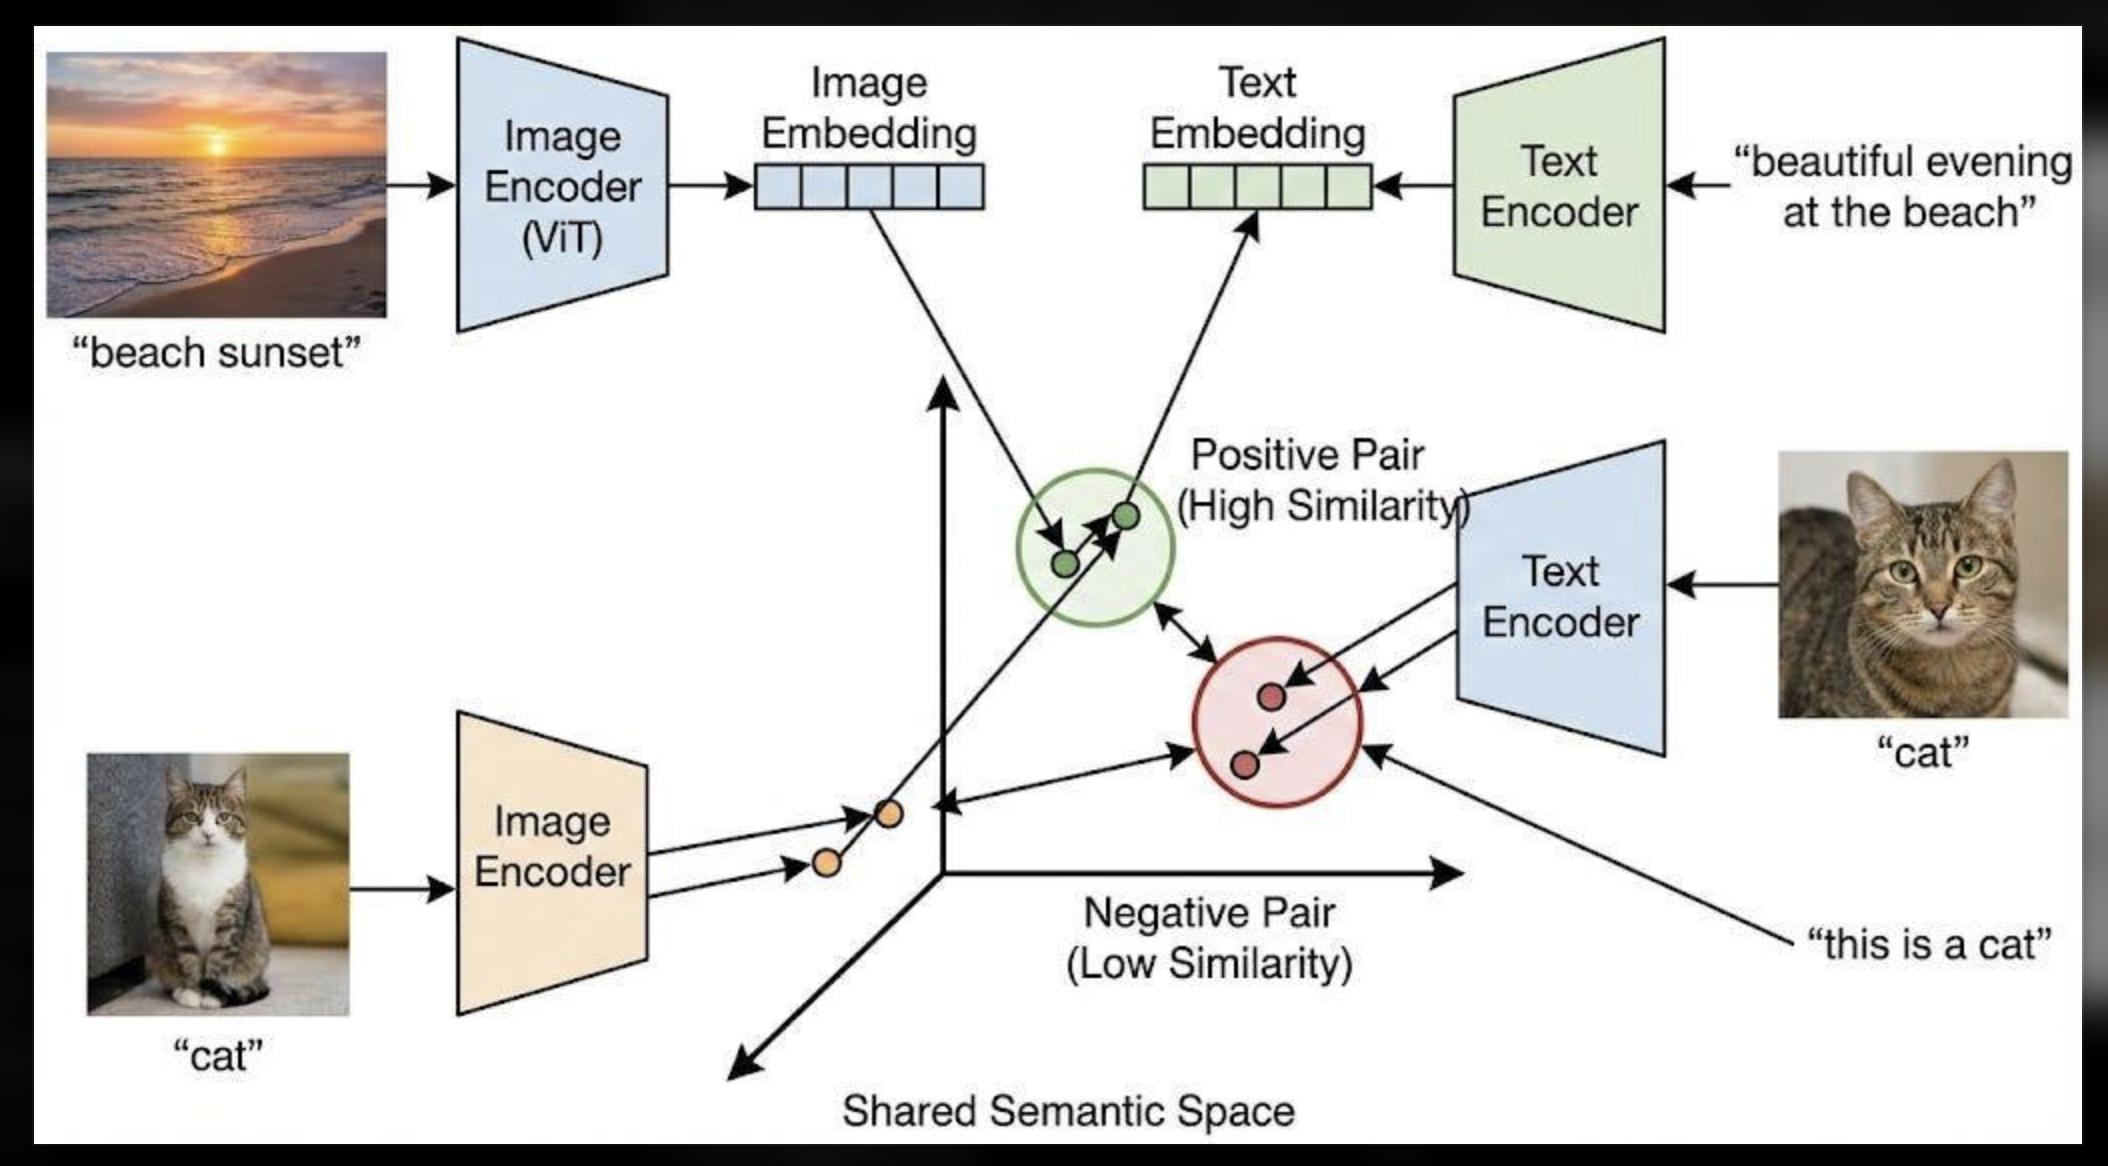 Image
Encoder
(ViT)
Image
Embedding
Text
Embedding
Text
Encoder
“beautiful evening
at the beach”
“beach sunset”
Positive Pair
(High Similarity)
Text
Encoder
“cat”
Image
Encoder
“cat”
Negative Pair
(Low Similarity)
“this is a cat”
Shared Semantic Space